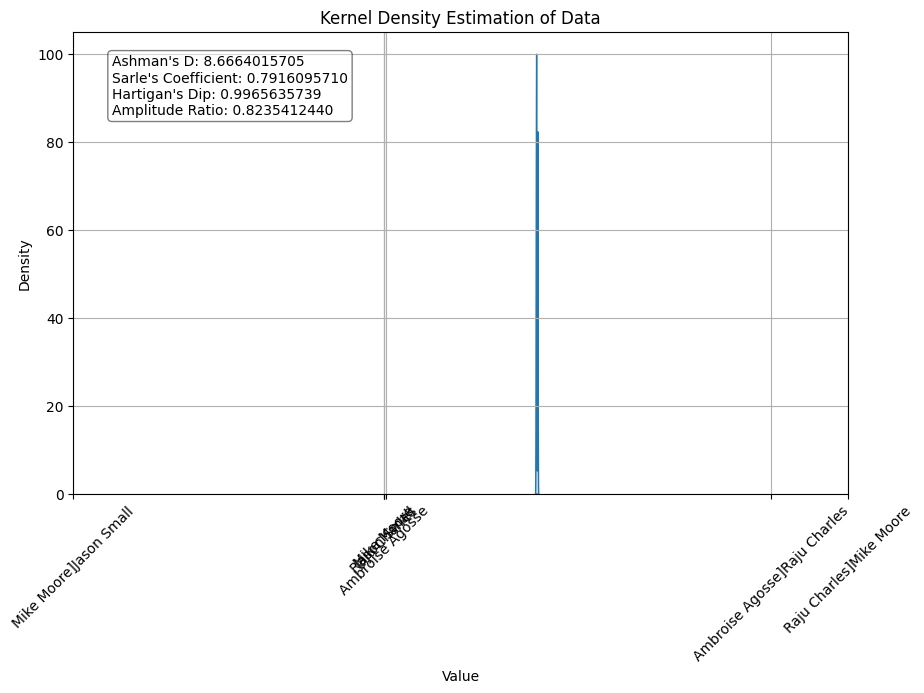 Kernel Density Estimation of Data
Ashman's D: 8.6664015705
Sarle's Coefficient: 0.7916095710
Hartigan's Dip: 0.9965635739
Amplitude Ratio: 0.8235412440
100
80
60
40
20
0
Density
Mike Moore]Jason Small
Ambroise Agosse
Ambroise Agosse]Raju Charles
Raju Charles]Mike Moore
Value